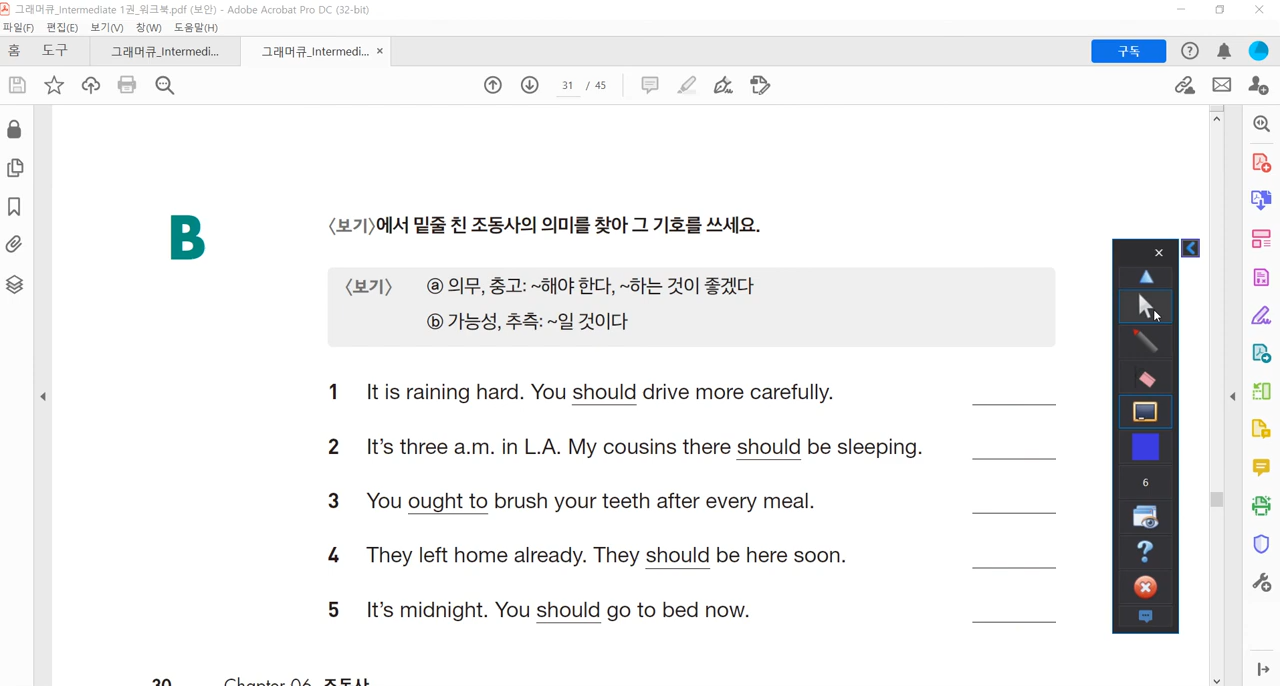 그래머큐_Intermediate 1권_워크북.pdf (보안) - Adobe Acrobat Pro DC (32-bit)
파일(F) 편집(E) 보기(V) 창(W) 도움말(H)
홈 도구 그래머큐_Intermedi... 그래머큐_Intermedi... × 구독
31 / 45
B
〈보기〉에서 밑줄 친 조동사의 의미를 찾아 그 기호를 쓰세요.
〈보기〉 ⓐ 의무, 충고: ~해야 한다, ~하는 것이 좋겠다
ⓑ 가능성, 추측: ~일 것이다
1 It is raining hard. You should drive more carefully.
2 It’s three a.m. in L.A. My cousins there should be sleeping.
3 You ought to brush your teeth after every meal.
4 They left home already. They should be here soon.
5 It’s midnight. You should go to bed now.
6
30 Chapter 06 조동사